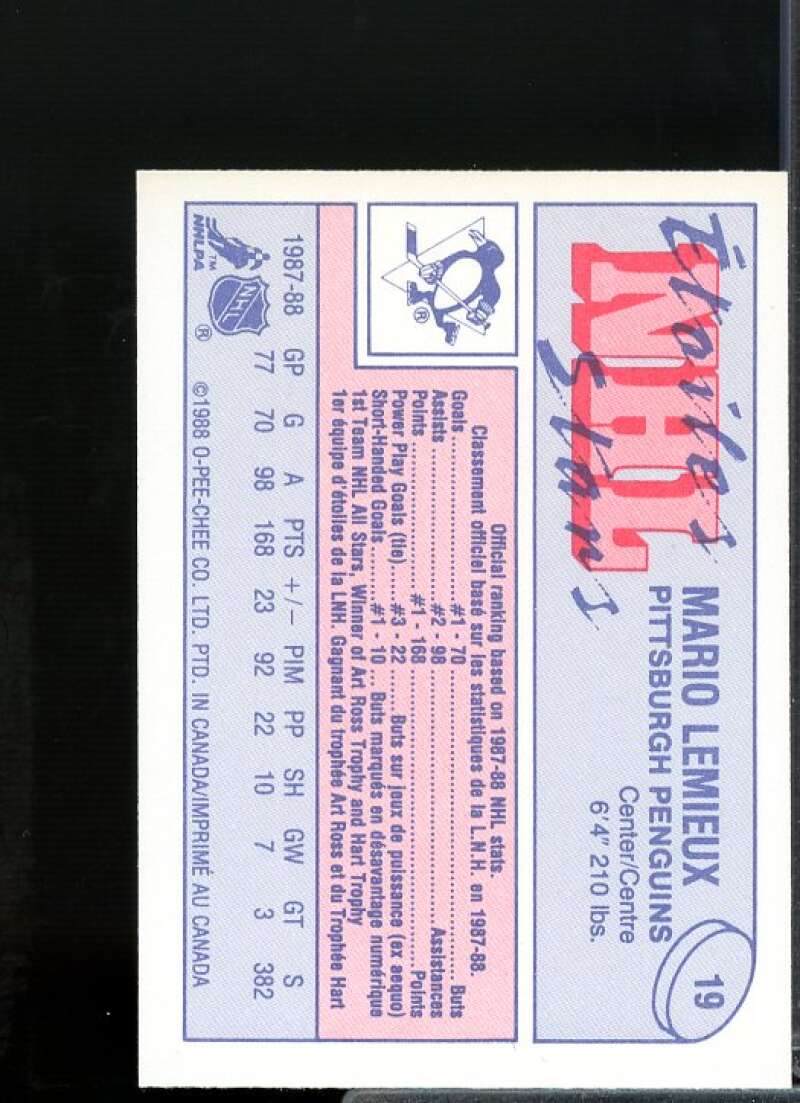 Étoiles
NHL
Stars
MARIO LEMIEUX
PITTSBURGH PENGUINS
Center/Centre
6'4" 210 lbs.
19
®
Official ranking based on 1987-88 NHL stats.
Classement officiel basé sur les statistiques de la L.N.H. en 1987-88.
Goals ........................#1 - 70 ........................ Buts
Assists ........................#2 - 98 ........................ Assistances
Points ........................#1 - 168 ........................ Points
Power Play Goals (tie) ......#3 - 22 ...... Buts sur jeux de puissance (ex aequo)
Short-Handed Goals .........#1 - 10 ... Buts marqués en désavantage numérique
1st Team NHL All Stars, Winner of Art Ross Trophy and Hart Trophy
1er équipe d'étoiles de la LNH. Gagnant du trophée Art Ross et du Trophée Hart
1987-88 GP G A PTS +/- PIM PP SH GW GT S
77 70 98 168 23 92 22 10 7 3 382
NHLPA ™ NHL ®
©1988 O-PEE-CHEE CO. LTD. PTD. IN CANADA/IMPRIMÉ AU CANADA